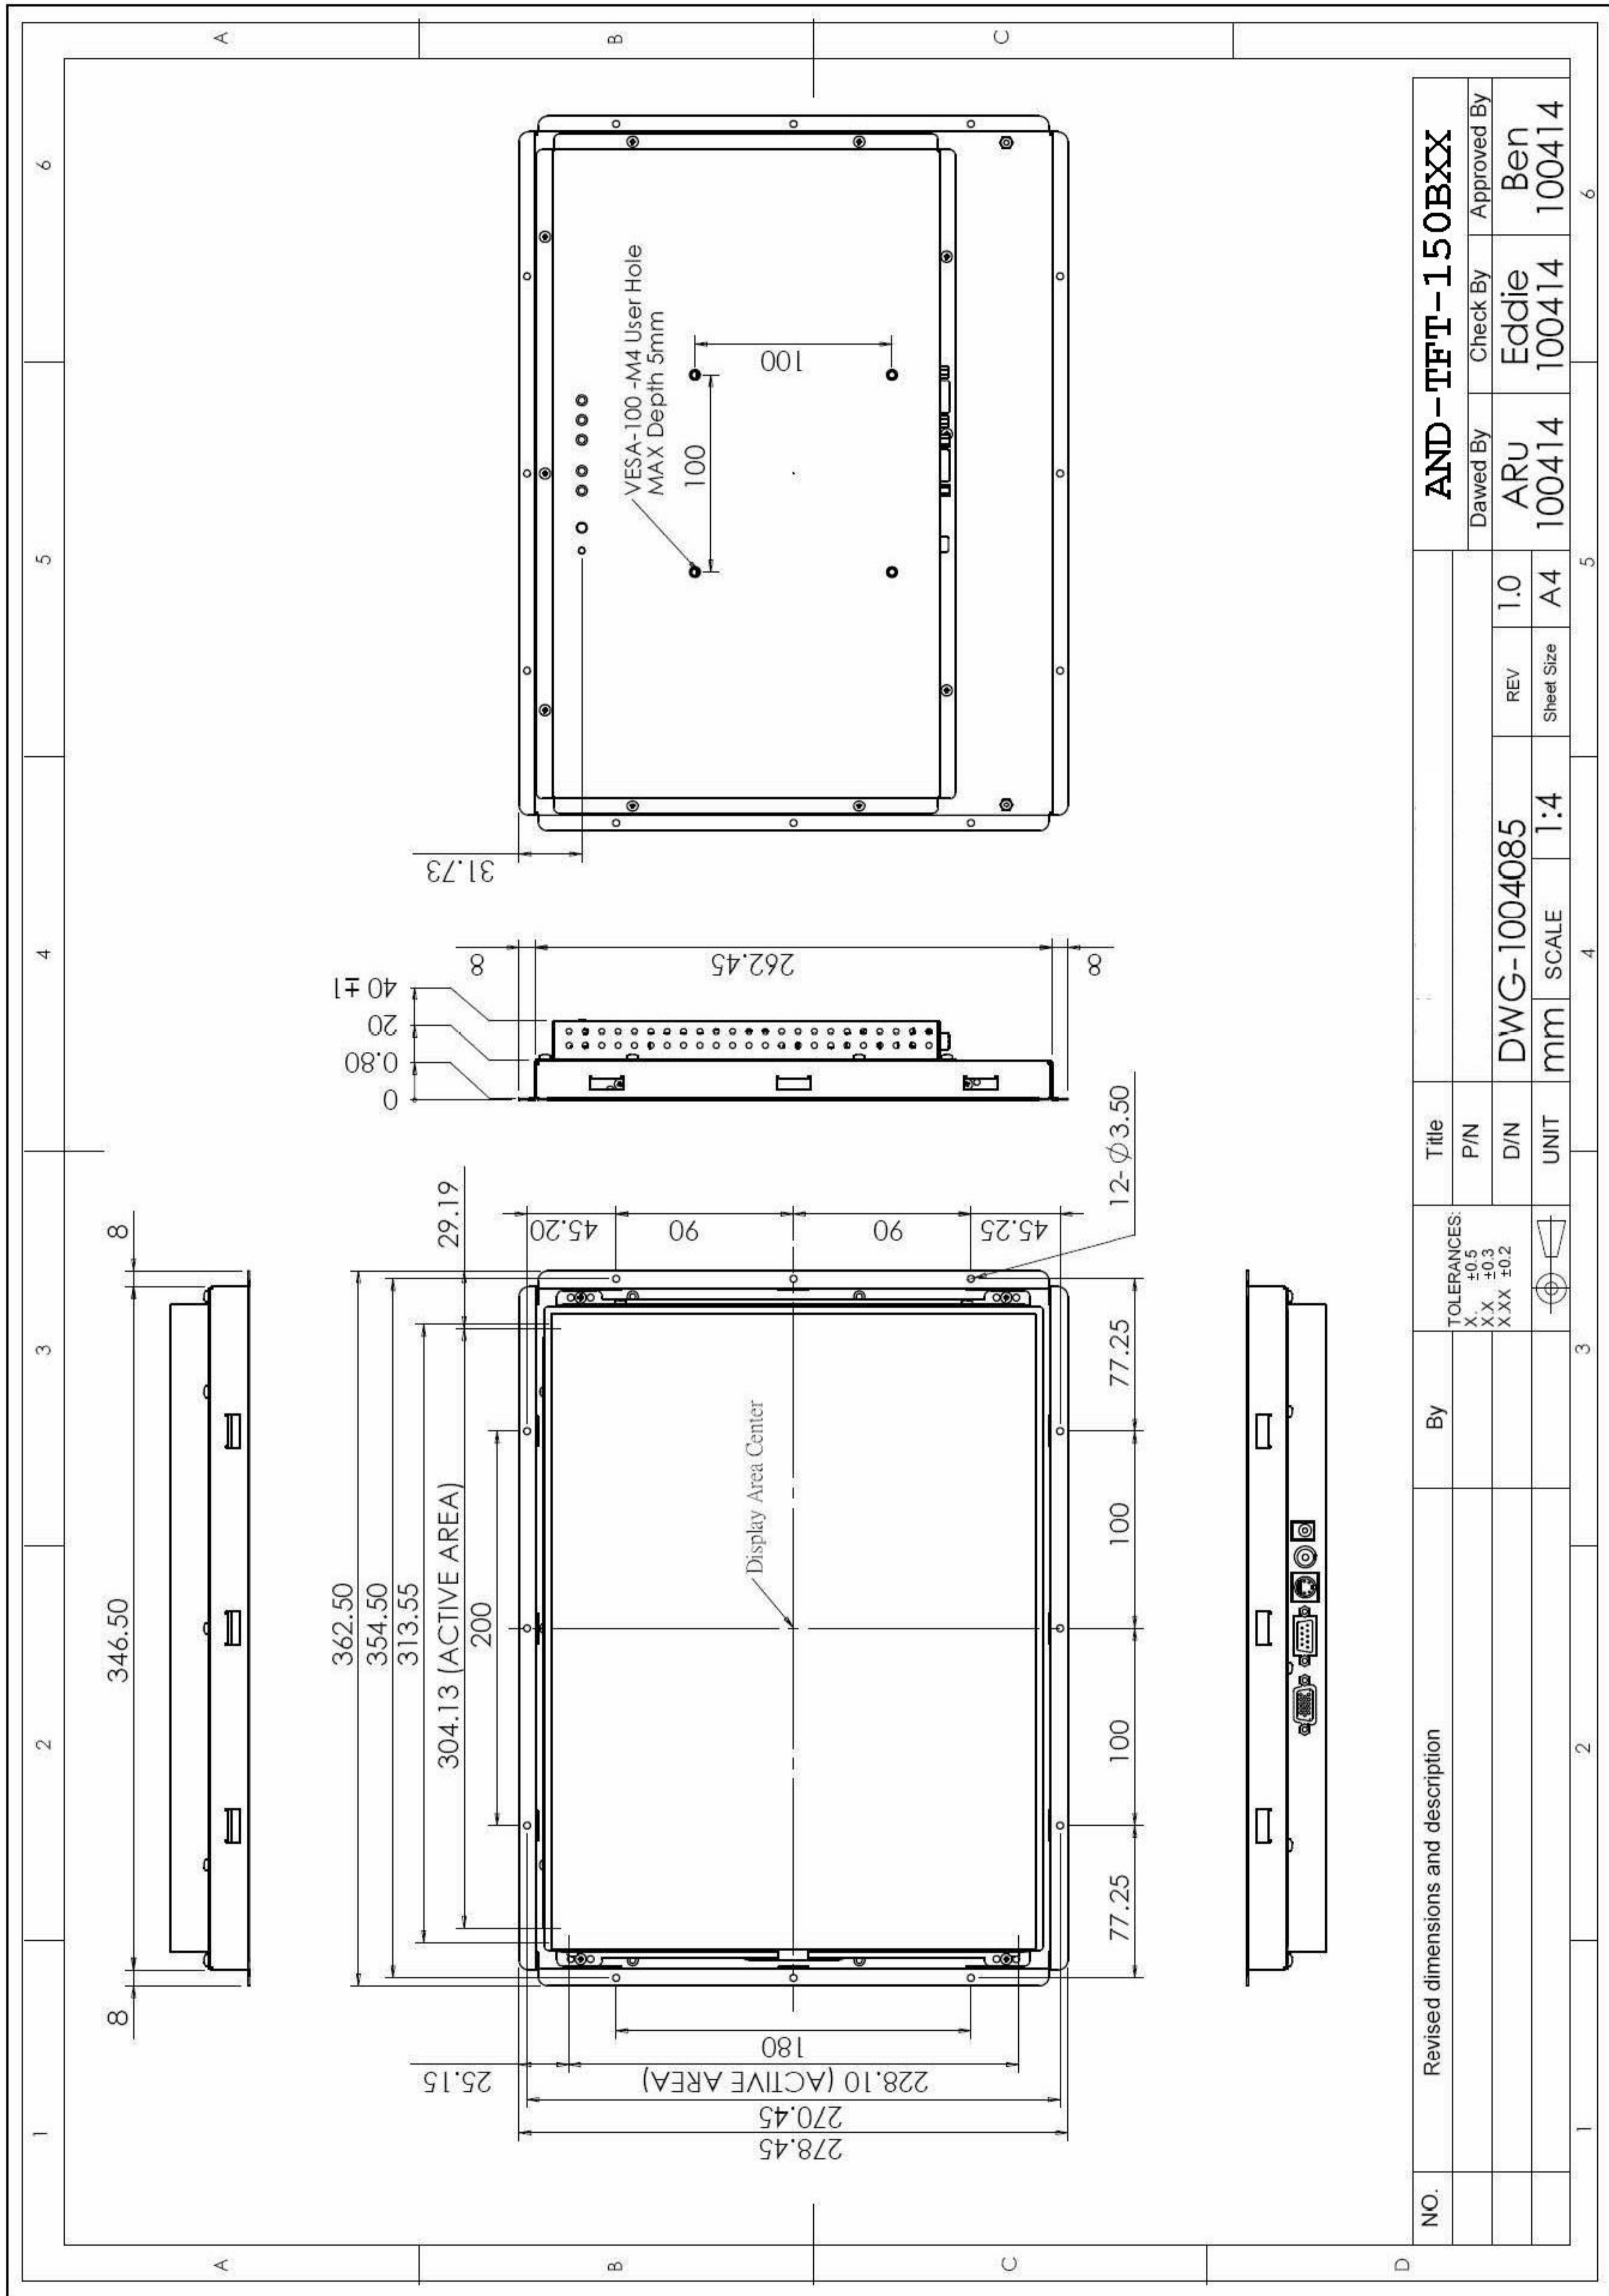 1
2
3
4
5
6
A
A
B
B
C
C
D
8
346.50
8
362.50
354.50
313.55
304.13 (ACTIVE AREA)
29.19
200
25.15
180
228.10 (ACTIVE AREA)
270.45
278.45
Display Area Center
45.20
90
90
45.25
12-Ø3.50
77.25
100
100
77.25
0
0.80
20
40 ±1
8
262.45
8
31.73
VESA-100 -M4 User Hole
MAX Depth 5mm
100
100
NO.
Revised dimensions and description
By
TOLERANCES:
X. ±0.5
X.X ±0.3
X.XX ±0.2
Title
AND-TFT-150BXX
P/N
Dawed By
Check By
Approved By
D/N
DWG-1004085
REV
1.0
ARu
Eddie
Ben
UNIT
mm
SCALE
1:4
Sheet Size
A4
100414
100414
100414
1
2
3
4
5
6